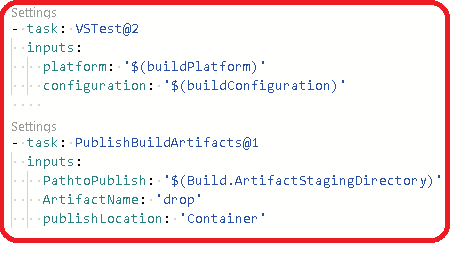 Settings
- task: VSTest@2
  inputs:
    platform: '$(buildPlatform)'
    configuration: '$(buildConfiguration)'
Settings
- task: PublishBuildArtifacts@1
  inputs:
    PathtoPublish: '$(Build.ArtifactStagingDirectory)'
    ArtifactName: 'drop'
    publishLocation: 'Container'